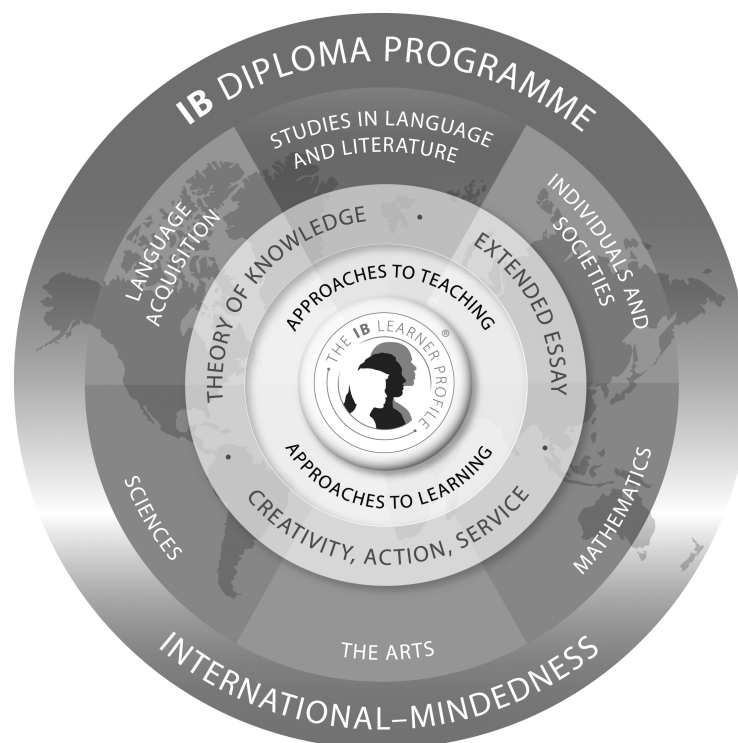 IB DIPLOMA PROGRAMME
STUDIES IN LANGUAGE
AND LITERATURE
LANGUAGE
ACQUISITION
INDIVIDUALS AND
SOCIETIES
THEORY OF KNOWLEDGE
EXTENDED ESSAY
APPROACHES TO TEACHING
THE IB LEARNER PROFILE
®
APPROACHES TO LEARNING
CREATIVITY, ACTION, SERVICE
SCIENCES
MATHEMATICS
THE ARTS
INTERNATIONAL–MINDEDNESS